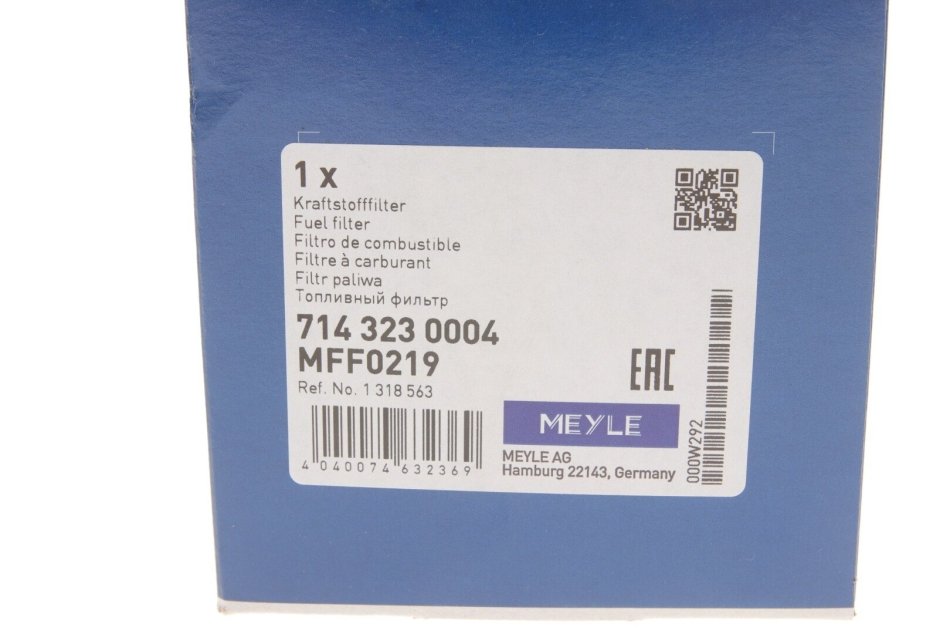 1 x
Kraftstofffilter
Fuel filter
Filtro de combustible
Filtre à carburant
Filtr paliwa
Топливный фильтр
714 323 0004
MFF0219
Ref. No. 1 318 563
EAC
MEYLE
MEYLE AG
Hamburg 22143, Germany
4 040074 632369
000W292